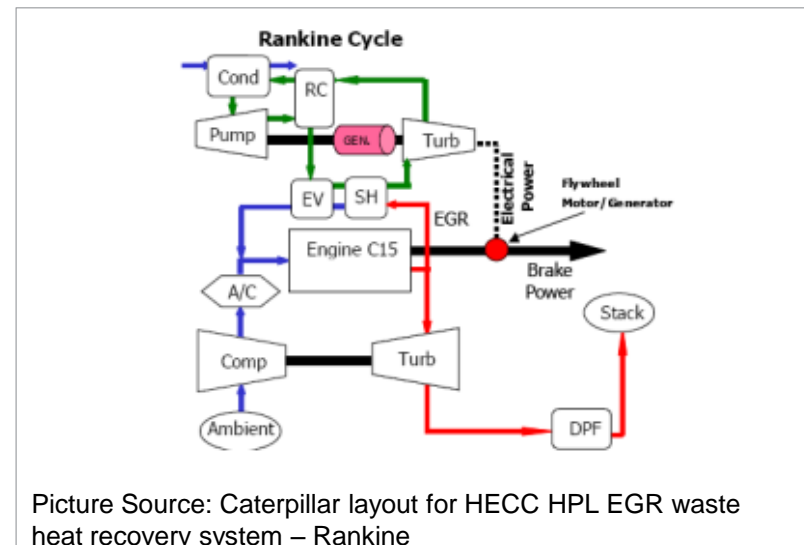 Rankine Cycle
Cond
RC
Pump
GEN.
Turb
EV
SH
Electrical
Power
Flywheel
Motor/Generator
EGR
Engine C15
Brake
Power
A/C
Stack
Comp
Turb
Ambient
DPF
Picture Source: Caterpillar layout for HECC HPL EGR waste
heat recovery system – Rankine